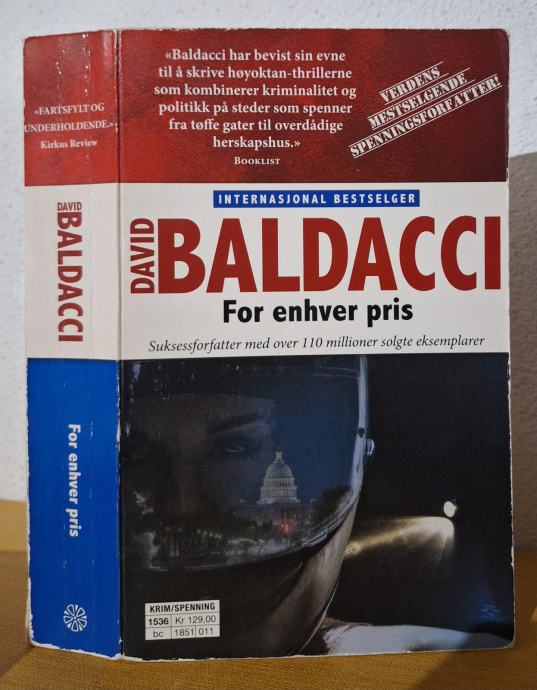 «FARTSFYLT OG
UNDERHOLDENDE.»
Kirkus Review
DAVID
BALDACCI
For enhver pris
«Baldacci har bevist sin evne
til å skrive høyoktan-thrillerne
som kombinerer kriminalitet og
politikk på steder som spenner
fra tøffe gater til overdådige
herskapshus.»
BOOKLIST
VERDENS
MESTSELGENDE
SPENNINGSFORFATTER!
INTERNASJONAL BESTSELGER
DAVID
BALDACCI
For enhver pris
Suksessforfatter med over 110 millioner solgte eksemplarer
KRIM/SPENNING
1536 Kr 129,00
bc 1851 011